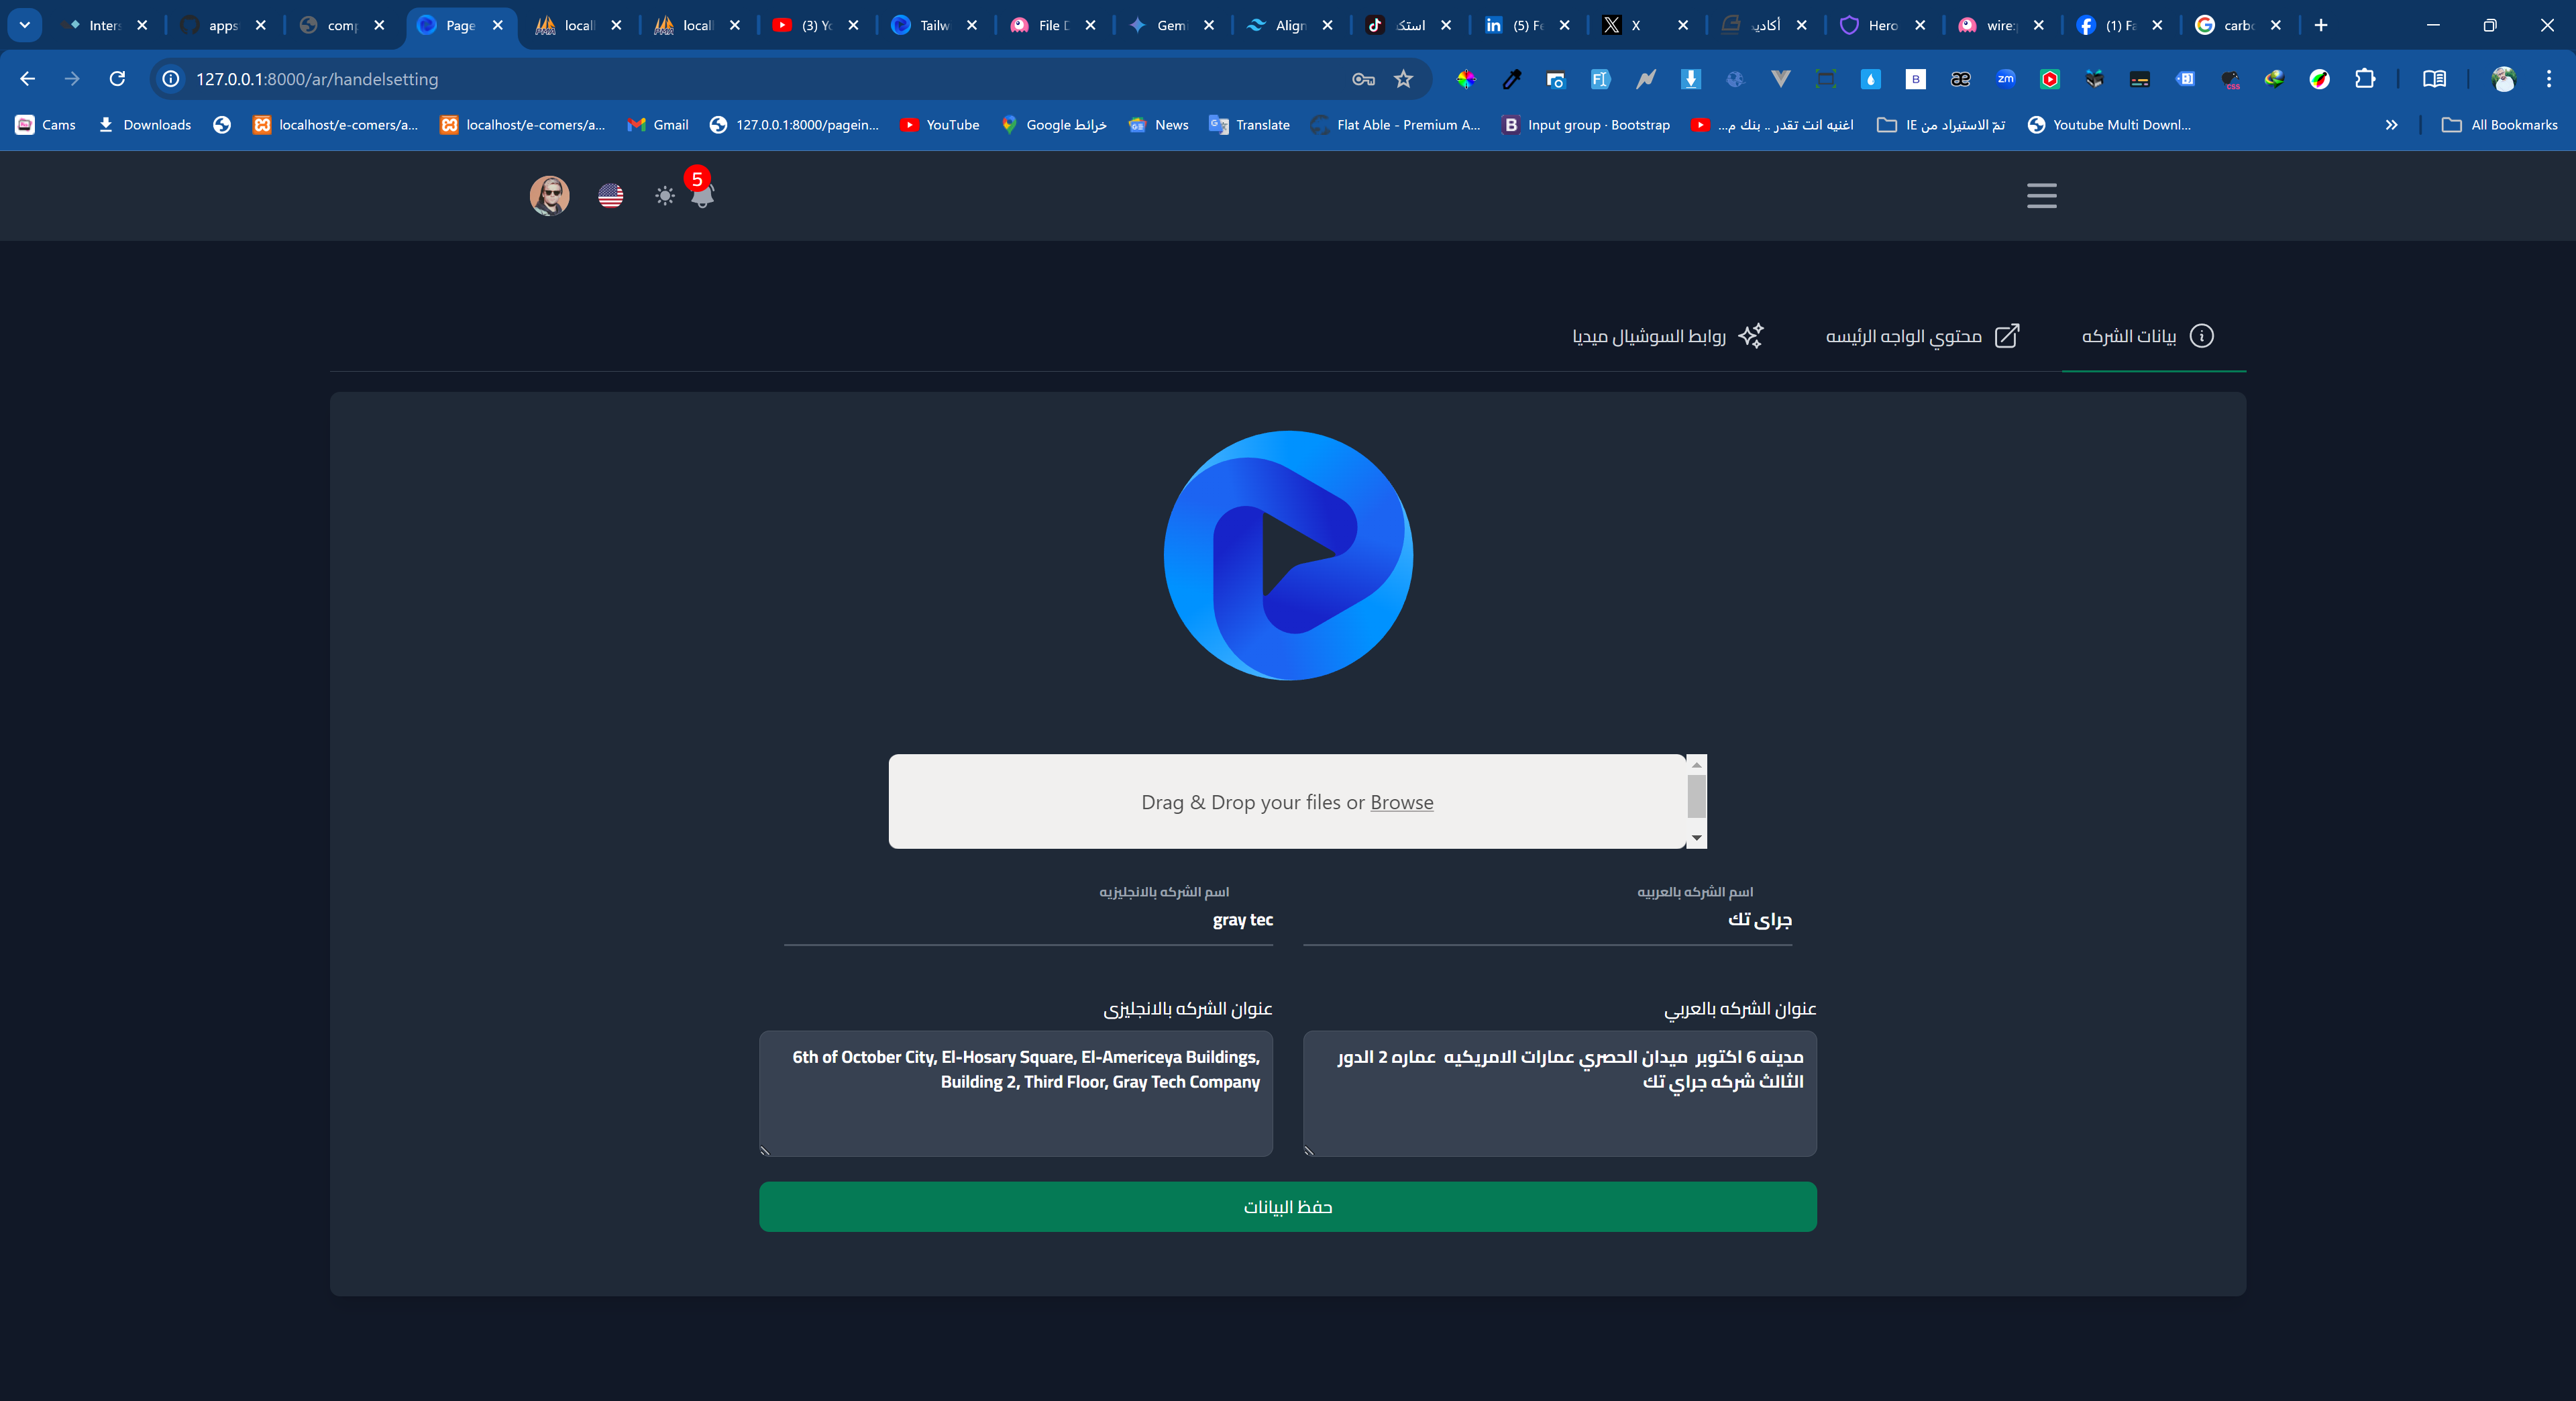 Inter
apps
comp
Page
local
local
(3) Yo
Tailw
File D
Gem
Align
استك
(5) Fe
X
أكادي
Hero
wire:
(1) Fa
carbo
127.0.0.1:8000/ar/handelsetting
Cams
Downloads
localhost/e-comers/a...
localhost/e-comers/a...
Gmail
127.0.0.1:8000/pagein...
YouTube
خرائط Google
News
Translate
Flat Able - Premium A...
Input group · Bootstrap
اغنيه انت تقدر .. بنك م...
تمّ الاستيراد من IE
Youtube Multi Downl...
All Bookmarks
5
بيانات الشركه
محتوي الواجه الرئيسه
روابط السوشيال ميديا
Drag & Drop your files or Browse
اسم الشركه بالعربيه
جراى تك
اسم الشركه بالانجليزيه
gray tec
عنوان الشركه بالعربي
مدينه 6 اكتوبر ميدان الحصري عمارات الامريكيه عماره 2 الدور
الثالث شركه جراي تك
عنوان الشركه بالانجليزى
6th of October City, El-Hosary Square, El-Americeya Buildings,
Building 2, Third Floor, Gray Tech Company
حفظ البيانات